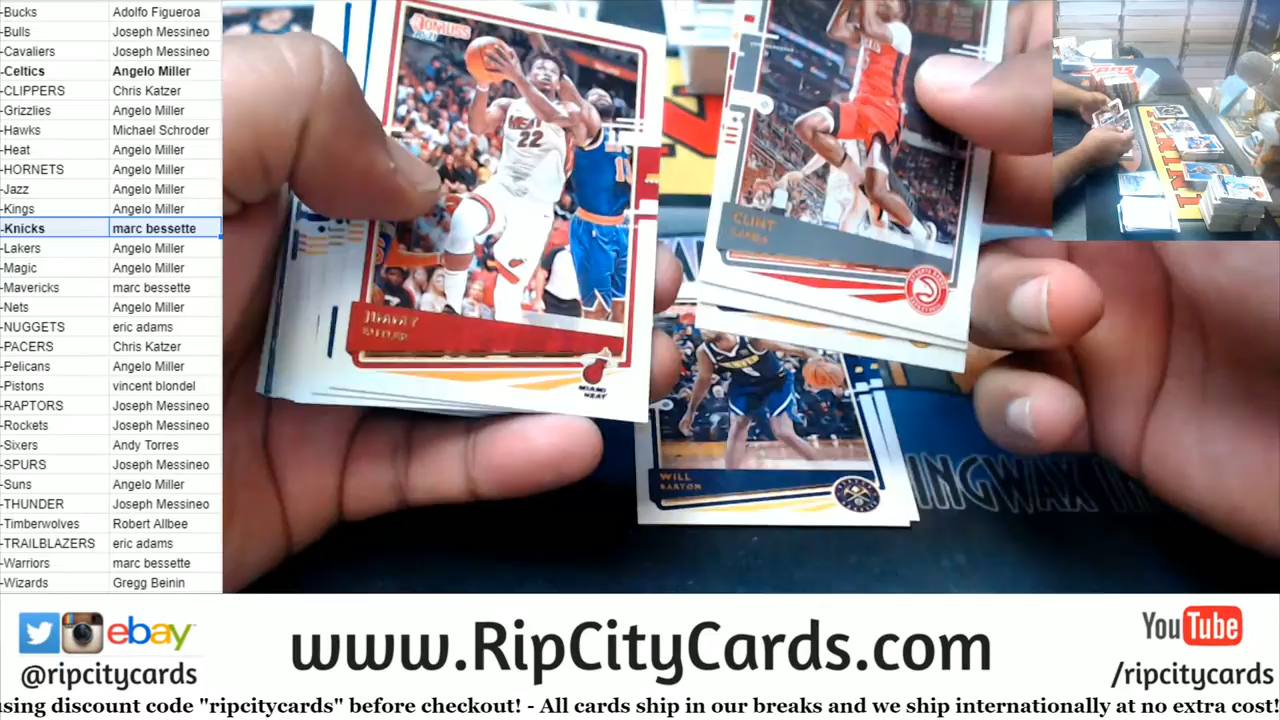 -Bucks Adolfo Figueroa
-Bulls Joseph Messineo
-Cavaliers Joseph Messineo
-Celtics Angelo Miller
-CLIPPERS Chris Katzer
-Grizzlies Angelo Miller
-Hawks Michael Schroder
-Heat Angelo Miller
-HORNETS Angelo Miller
-Jazz Angelo Miller
-Kings Angelo Miller
-Knicks marc bessette
-Lakers Angelo Miller
-Magic Angelo Miller
-Mavericks marc bessette
-Nets Angelo Miller
-NUGGETS eric adams
-PACERS Chris Katzer
-Pelicans Angelo Miller
-Pistons vincent blondel
-RAPTORS Joseph Messineo
-Rockets Joseph Messineo
-Sixers Andy Torres
-SPURS Joseph Messineo
-Suns Angelo Miller
-THUNDER Joseph Messineo
-Timberwolves Robert Allbee
-TRAILBLAZERS eric adams
-Warriors marc bessette
-Wizards Gregg Beinin
DONRUSS
HEAT
22
JIMMY
BUTLER
MIAMI
HEAT
CLINT
CAPELA
WILL
BARTON
INGWAX
ebay
@ripcitycards
www.RipCityCards.com
YouTube
/ripcitycards
using discount code "ripcitycards" before checkout! - All cards ship in our breaks and we ship internationally at no extra cost!